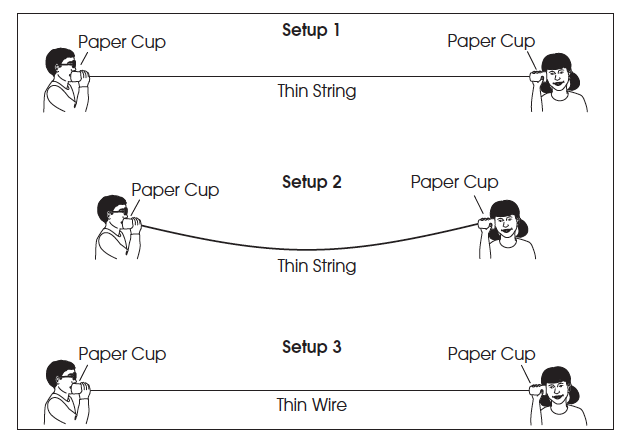 Setup 1
Paper Cup
Paper Cup
Thin String
Setup 2
Paper Cup
Paper Cup
Thin String
Setup 3
Paper Cup
Paper Cup
Thin Wire